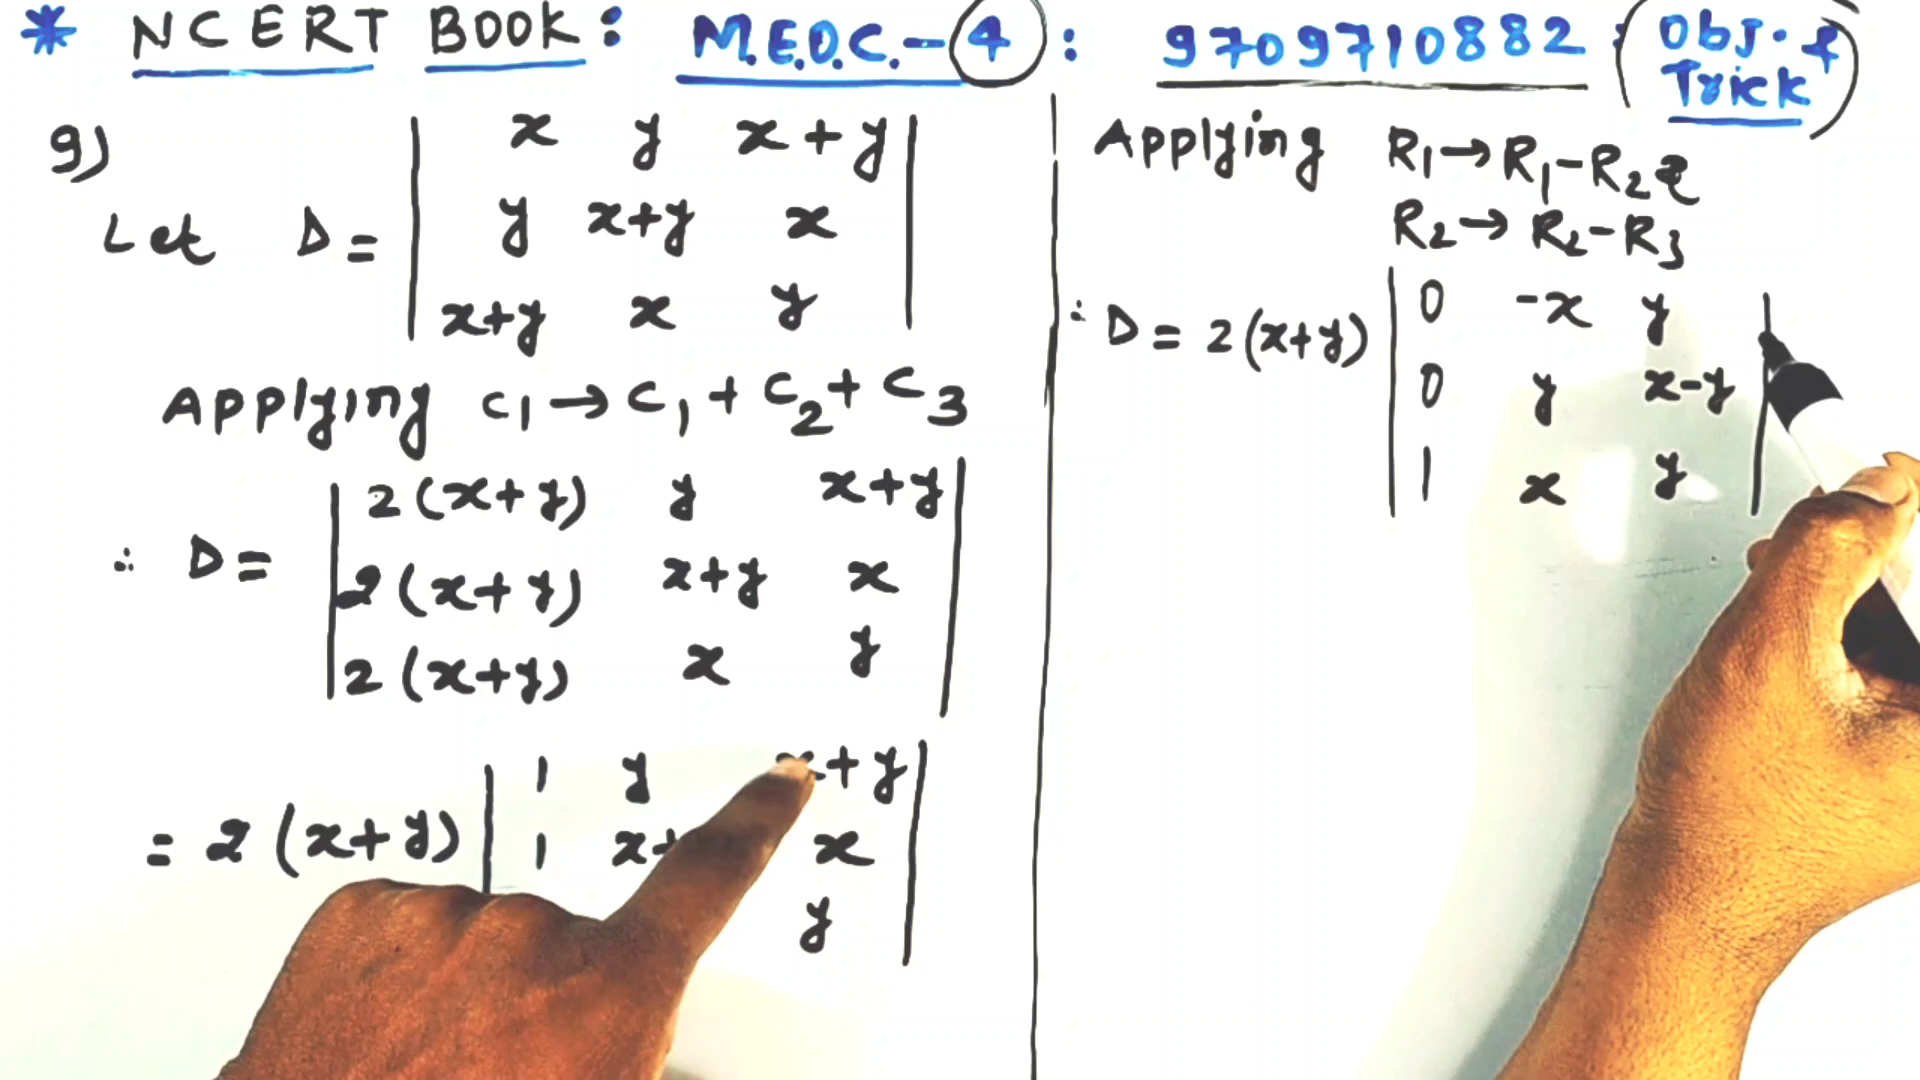 * NCERT BOOK: M.E.D.C.-4: 9709710882: Obj. &
Trick
9)
x y x+y
Let D= y x+y x
x+y x y
Applying C1→C1+C2+C3
2(x+y) y x+y
∴ D= 2(x+y) x+y x
2(x+y) x y
1 y x+y
= 2(x+y) 1 x+ x
y
Applying R1→R1-R2 &
R2→R2-R3
0 -x y
∴ D= 2(x+y) 0 y x-y
1 x y